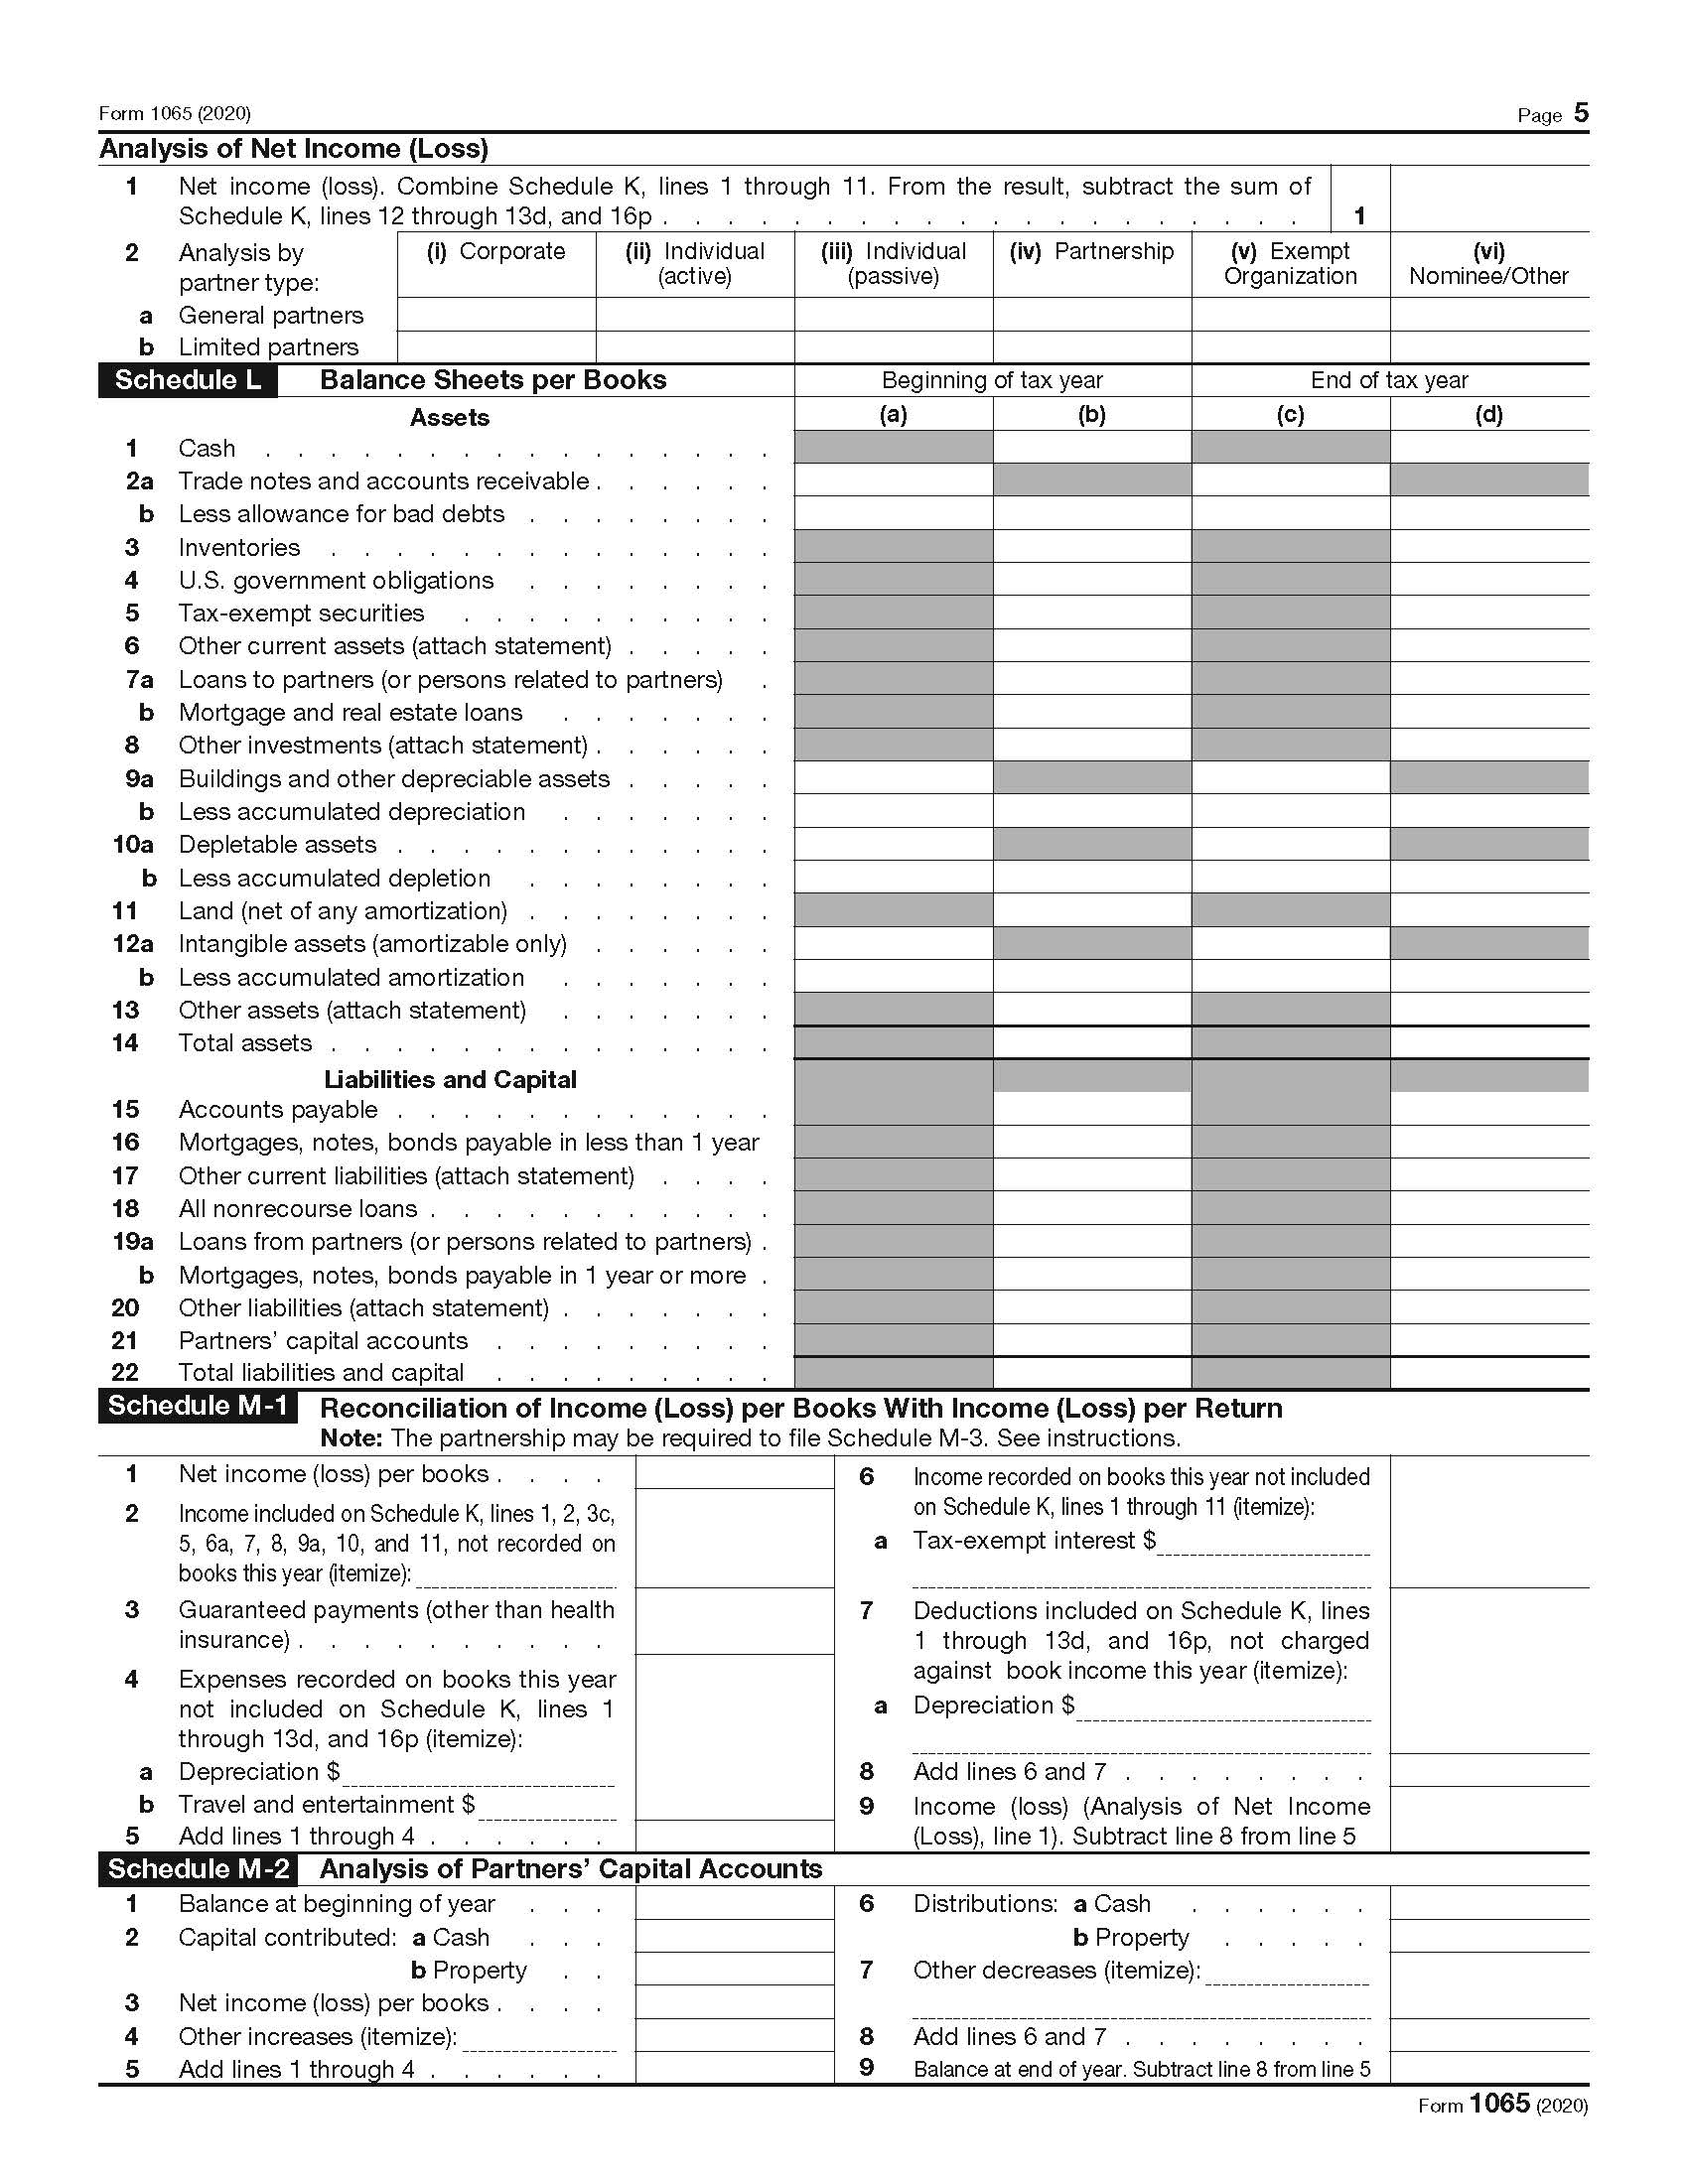 Form 1065 (2020) Page 5
Analysis of Net Income (Loss)
1 Net income (loss). Combine Schedule K, lines 1 through 11. From the result, subtract the sum of
Schedule K, lines 12 through 13d, and 16p . . . . . . . . . . . . . . . . . . . . 1
2 Analysis by
partner type:
(i) Corporate
(ii) Individual
(active)
(iii) Individual
(passive)
(iv) Partnership
(v) Exempt
Organization
(vi)
Nominee/Other
a General partners
b Limited partners
Schedule L Balance Sheets per Books Beginning of tax year End of tax year
Assets (a) (b) (c) (d)
1 Cash . . . . . . . . . . . . . . . .
2a Trade notes and accounts receivable . . . . . .
b Less allowance for bad debts . . . . . . . .
3 Inventories . . . . . . . . . . . . . .
4 U.S. government obligations . . . . . . . .
5 Tax-exempt securities . . . . . . . . . .
6 Other current assets (attach statement) . . . . .
7a Loans to partners (or persons related to partners) .
b Mortgage and real estate loans . . . . . . .
8 Other investments (attach statement) . . . . . .
9a Buildings and other depreciable assets . . . . .
b Less accumulated depreciation . . . . . . .
10a Depletable assets . . . . . . . . . . . .
b Less accumulated depletion . . . . . . . .
11 Land (net of any amortization) . . . . . . . .
12a Intangible assets (amortizable only) . . . . . .
b Less accumulated amortization . . . . . . .
13 Other assets (attach statement) . . . . . . .
14 Total assets . . . . . . . . . . . . . .
Liabilities and Capital
15 Accounts payable . . . . . . . . . . . .
16 Mortgages, notes, bonds payable in less than 1 year
17 Other current liabilities (attach statement) . . . .
18 All nonrecourse loans . . . . . . . . . . .
19a Loans from partners (or persons related to partners) .
b Mortgages, notes, bonds payable in 1 year or more .
20 Other liabilities (attach statement) . . . . . . .
21 Partners’ capital accounts . . . . . . . . .
22 Total liabilities and capital . . . . . . . . .
Schedule M-1 Reconciliation of Income (Loss) per Books With Income (Loss) per Return
Note: The partnership may be required to file Schedule M-3. See instructions.
1 Net income (loss) per books . . . .
2 Income included on Schedule K, lines 1, 2, 3c,
5, 6a, 7, 8, 9a, 10, and 11, not recorded on
books this year (itemize):
3 Guaranteed payments (other than health
insurance) . . . . . . . . . .
4 Expenses recorded on books this year
not included on Schedule K, lines 1
through 13d, and 16p (itemize):
a Depreciation $
b Travel and entertainment $
5 Add lines 1 through 4 . . . . . .
6 Income recorded on books this year not included
on Schedule K, lines 1 through 11 (itemize):
a Tax-exempt interest $
7 Deductions included on Schedule K, lines
1 through 13d, and 16p, not charged
against book income this year (itemize):
a Depreciation $
8 Add lines 6 and 7 . . . . . . . .
9 Income (loss) (Analysis of Net Income
(Loss), line 1). Subtract line 8 from line 5
Schedule M-2 Analysis of Partners’ Capital Accounts
1 Balance at beginning of year . . .
2 Capital contributed: a Cash . . .
b Property . .
3 Net income (loss) per books . . . .
4 Other increases (itemize):
5 Add lines 1 through 4 . . . . . .
6 Distributions: a Cash . . . . . .
b Property . . . . .
7 Other decreases (itemize):
8 Add lines 6 and 7 . . . . . . . .
9 Balance at end of year. Subtract line 8 from line 5
Form 1065 (2020)